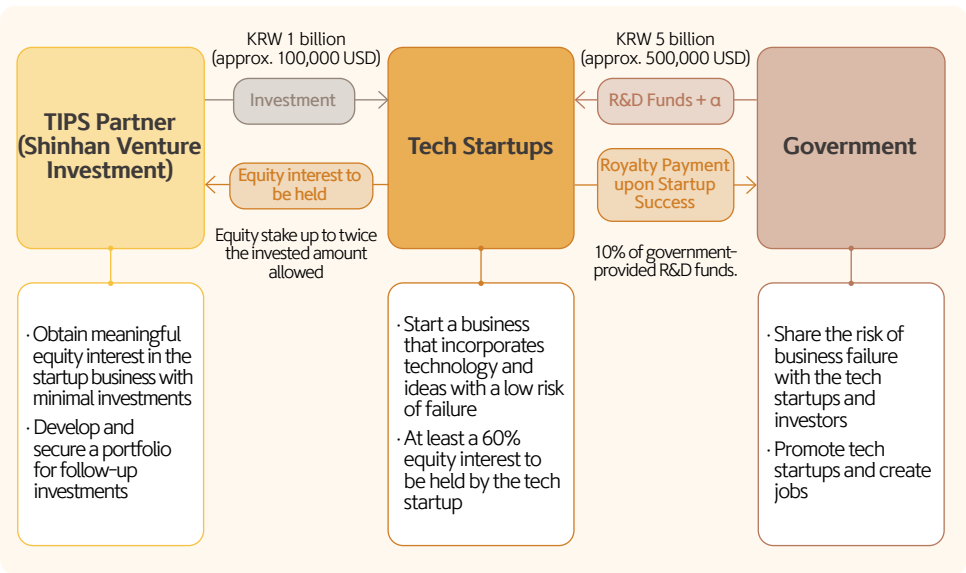 KRW 1 billion
(approx. 100,000 USD)
KRW 5 billion
(approx. 500,000 USD)
TIPS Partner
(Shinhan Venture
Investment)
Investment
Equity interest to
be held
Equity stake up to twice
the invested amount
allowed
Tech Startups
R&D Funds + α
Royalty Payment
upon Startup
Success
10% of government-
provided R&D funds.
Government
· Obtain meaningful
equity interest in the
startup business with
minimal investments
· Develop and
secure a portfolio
for follow-up
investments
· Start a business
that incorporates
technology and
ideas with a low risk
of failure
· At least a 60%
equity interest to
be held by the tech
startup
· Share the risk of
business failure
with the tech
startups and
investors
· Promote tech
startups and create
jobs